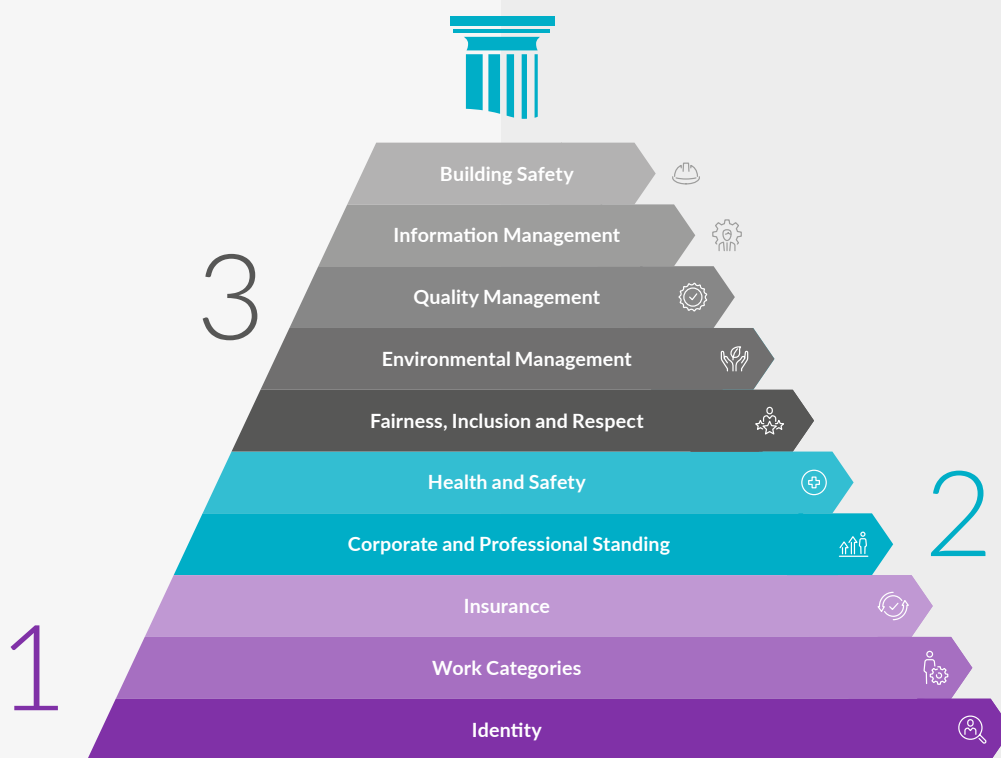 Building Safety
Information Management
3
Quality Management
Environmental Management
Fairness, Inclusion and Respect
Health and Safety
2
Corporate and Professional Standing
Insurance
1
Work Categories
Identity